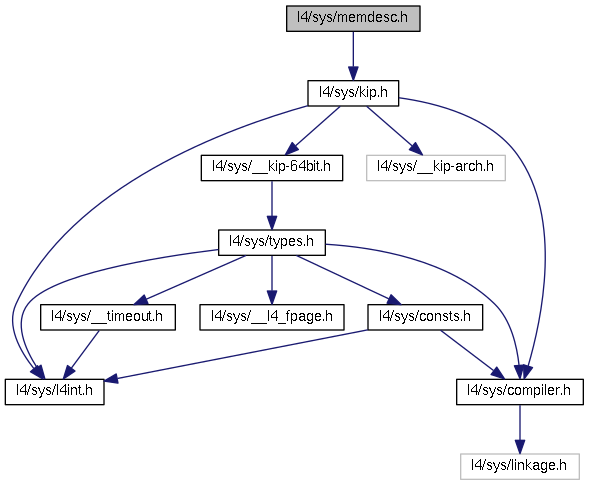 l4/sys/memdesc.h
l4/sys/kip.h
l4/sys/__kip-64bit.h
l4/sys/__kip-arch.h
l4/sys/types.h
l4/sys/__timeout.h
l4/sys/__l4_fpage.h
l4/sys/consts.h
l4/sys/l4int.h
l4/sys/compiler.h
l4/sys/linkage.h